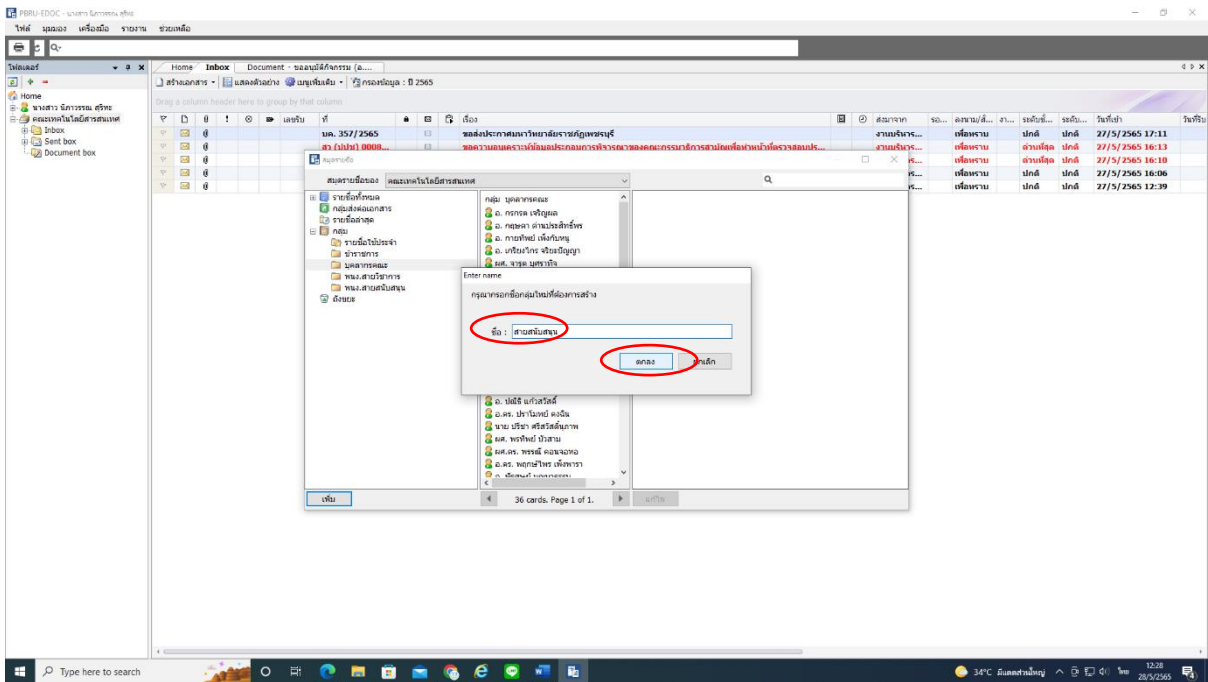 PBRU-EDOC - นางสาว นิภาวรรณ สุริทะ
ไฟล์ มุมมอง เครื่องมือ รายงาน ช่วยเหลือ
โฟลเดอร์
Home
Inbox
Document - ขออนุมัติกิจกรรม (อ....
สร้างเอกสาร
แสดงตัวอย่าง
เมนูเพิ่มเติม
กรองข้อมูล : ปี 2565
Drag a column header here to group by that column
Home
คณะเทคโนโลยีสารสนเทศ
Inbox
Sent box
Document box
เลขรับ ที่ เรื่อง ส่งมาจาก รอ... ลงนาม/สั... งา... ระดับชั้... ระดับ... วันที่เข้า วันที่รับ
บค. 357/2565 ขอส่งประกาศมหาวิทยาลัยราชภัฏเพชรบุรี งานบริหาร... เพื่อทราบ ปกติ ปกติ 27/5/2565 17:11
สว (ปปช) 0008... เพื่อทราบ ด่วนที่สุด ปกติ 27/5/2565 16:13
เพื่อทราบ ด่วนที่สุด ปกติ 27/5/2565 16:10
เพื่อทราบ ปกติ ปกติ 27/5/2565 16:06
เพื่อทราบ ปกติ ปกติ 27/5/2565 12:39
สมุดรายชื่อ
สมุดรายชื่อของ คณะเทคโนโลยีสารสนเทศ
รายชื่อทั้งหมด
กลุ่มส่งต่อเอกสาร
รายชื่อล่าสุด
กลุ่ม
รายชื่อใช้ประจำ
ข้าราชการ
บุคลากรคณะ
พนง.สายวิชาการ
พนง.สายสนับสนุน
ถังขยะ
กลุ่ม บุคลากรคณะ
อ. กรกรต เจริญผล
อ. กฤษดา ด่านประสิทธิ์พร
อ. กายทิพย์ เพ็งกับหนู
อ. เกรียงไกร จริยะปัญญา
ผศ. จารุต บุศราทิจ
Enter name
กรุณากรอกชื่อกลุ่มใหม่ที่ต้องการสร้าง
ชื่อ : สายสนับสนุน
ตกลง ยกเลิก
อ. ปณิธิ แก้วสวัสดิ์
อ.ดร. ปราโมทย์ คงฉิน
นาย ปรีชา ศรีสวัสดิ์นุภาพ
ผศ. พรทิพย์ บัวสาม
ผศ.ดร. พรรณี คอนจอหอ
อ.ดร. พฤกษ์ไพร เพ็งพารา
เพิ่ม
36 cards. Page 1 of 1.
แก้ไข
Type here to search
34°C มีแดดส่วนใหญ่
ไทย
12:28
28/5/2565